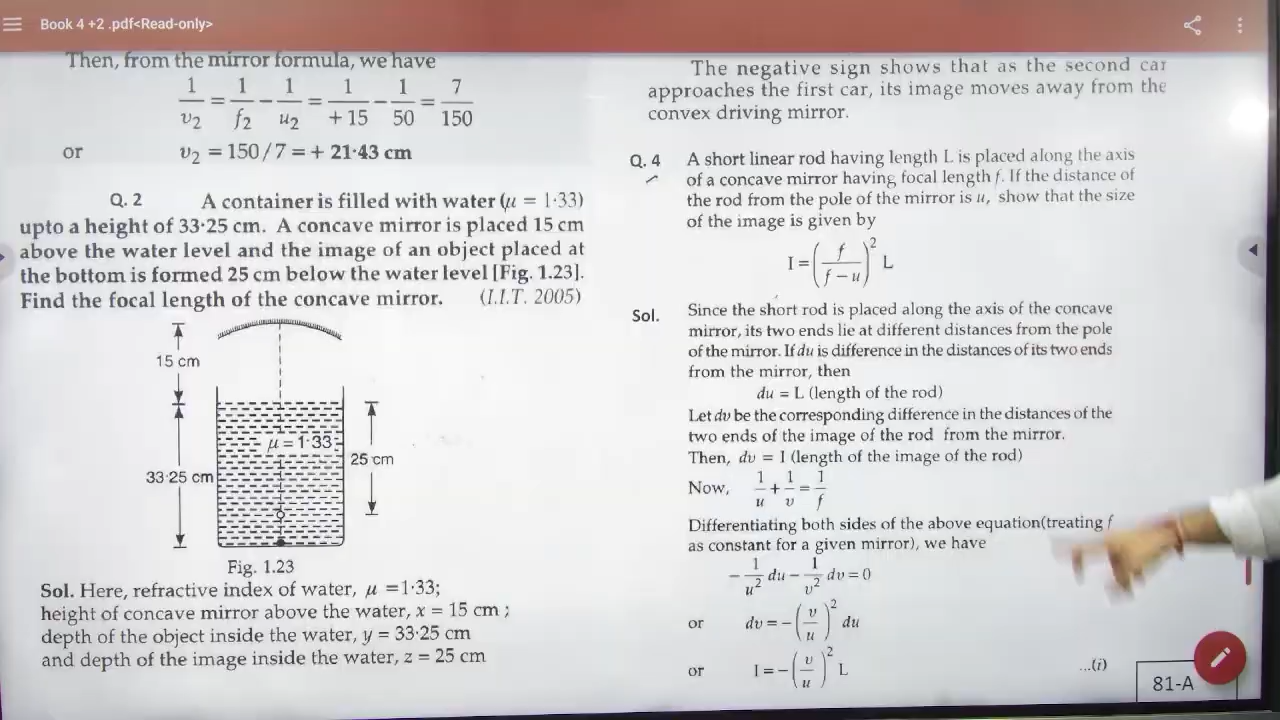 Book 4 +2 .pdf<Read-only>
Then, from the mirror formula, we have
1/υ₂ = 1/f₂ − 1/u₂ = 1/+15 − 1/50 = 7/150
or υ₂ = 150/7 = + 21·43 cm
Q. 2 A container is filled with water (μ = 1·33)
upto a height of 33·25 cm. A concave mirror is placed 15 cm
above the water level and the image of an object placed at
the bottom is formed 25 cm below the water level [Fig. 1.23].
Find the focal length of the concave mirror. (I.I.T. 2005)
15 cm
μ = 1·33
25 cm
33·25 cm
Fig. 1.23
Sol. Here, refractive index of water, μ = 1·33;
height of concave mirror above the water, x = 15 cm ;
depth of the object inside the water, y = 33·25 cm
and depth of the image inside the water, z = 25 cm
The negative sign shows that as the second car
approaches the first car, its image moves away from the
convex driving mirror.
Q. 4 A short linear rod having length L is placed along the axis
of a concave mirror having focal length f. If the distance of
the rod from the pole of the mirror is u, show that the size
of the image is given by
I = (f/(f − u))² L
Sol. Since the short rod is placed along the axis of the concave
mirror, its two ends lie at different distances from the pole
of the mirror. If du is difference in the distances of its two ends
from the mirror, then
du = L (length of the rod)
Let dv be the corresponding difference in the distances of the
two ends of the image of the rod from the mirror.
Then, dv = I (length of the image of the rod)
Now, 1/u + 1/υ = 1/f
Differentiating both sides of the above equation(treating f
as constant for a given mirror), we have
− 1/u² du − 1/υ² dυ = 0
or dυ = − (υ/u)² du
or I = − (υ/u)² L ...(i)
81-A